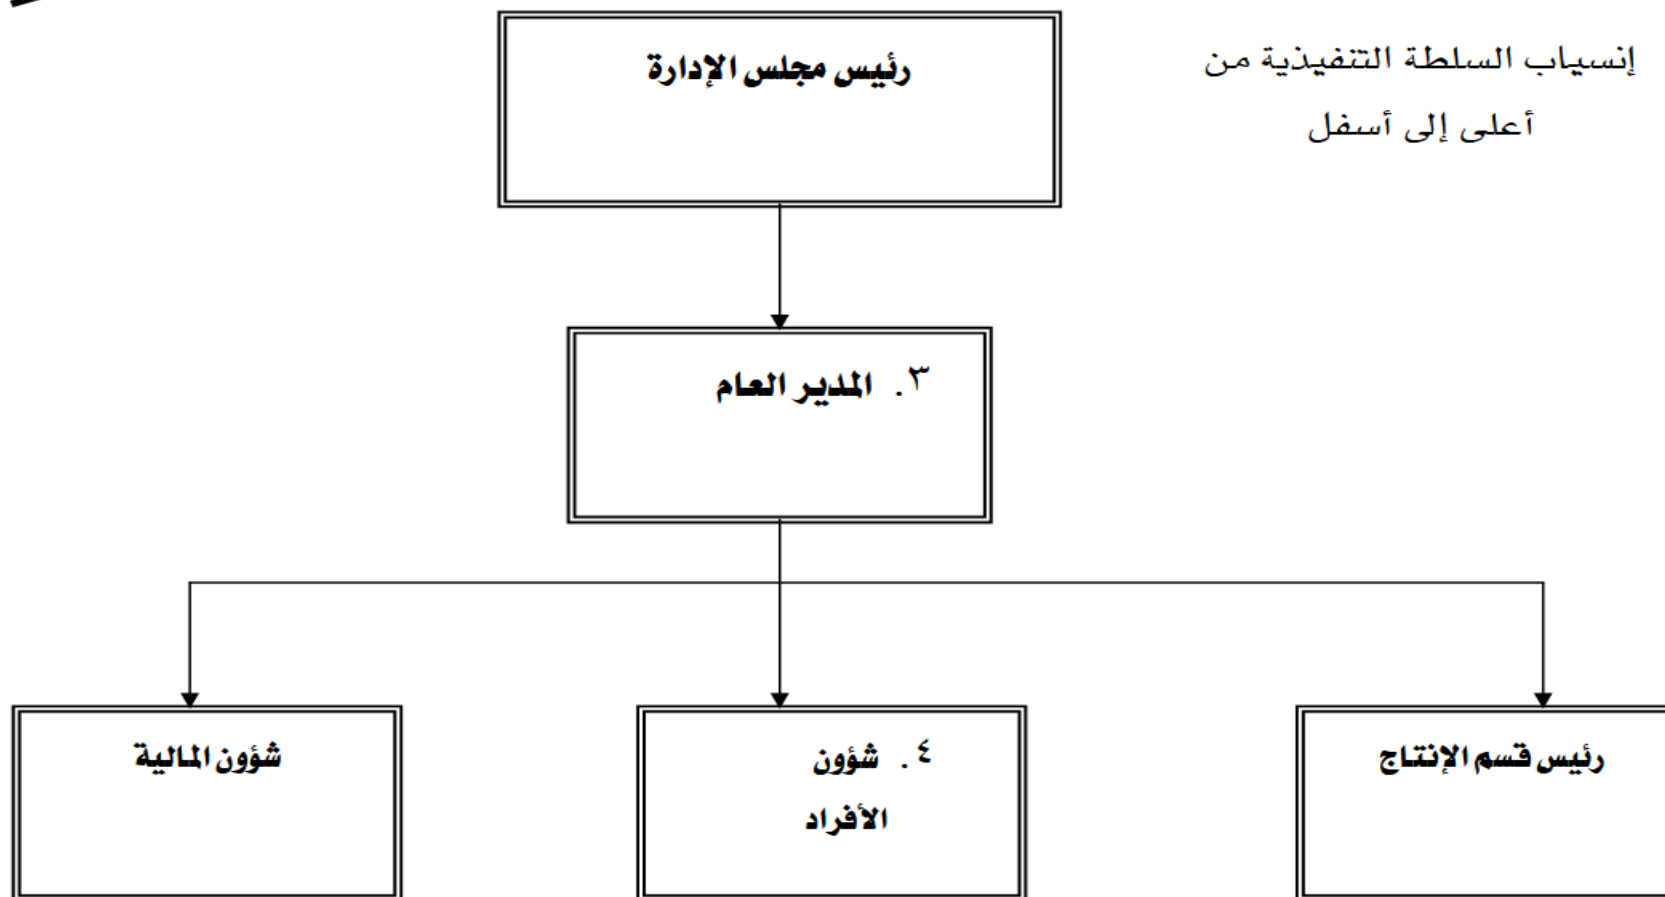 إنسياب السلطة التنفيذية من
أعلى إلى أسفل
رئيس مجلس الإدارة
٣. المدير العام
رئيس قسم الإنتاج
٤. شؤون
الأفراد
شؤون المالية